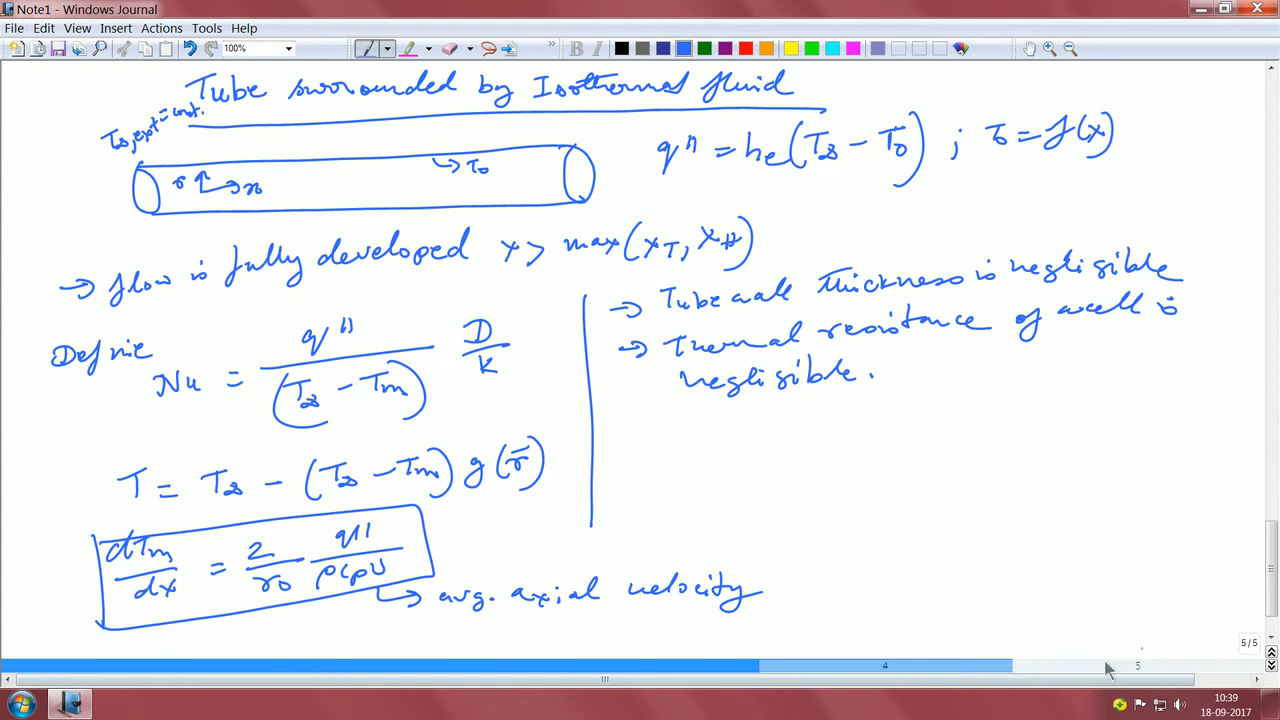 Note1 - Windows Journal
File Edit View Insert Actions Tools Help
100%
Tube surrounded by Isothermal fluid
T∞,ext = const.
r x
T₀
q" = he(T∞ - T₀) ; T₀ = f(x)
→ flow is fully developed x > max(x_T, x_H)
Define Nu = q" / (T∞ - Tm) D/k
T = T∞ - (T∞ - Tm) g(r̄)
dTm/dx = 2/r₀ q"/ρCpU
→ avg. axial velocity
→ Tube wall thickness is negligible
→ Thermal resistance of wall is
negligible.
5/5
4 5
10:39
18-09-2017